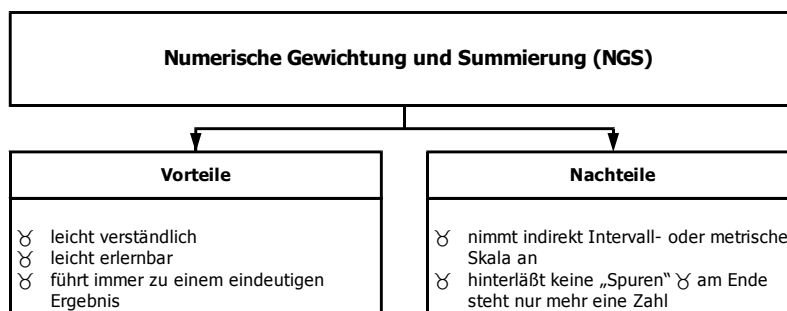 Numerische Gewichtung und Summierung (NGS)
Vorteile
♉ leicht verständlich
♉ leicht erlernbar
♉ führt immer zu einem eindeutigen
Ergebnis
Nachteile
♉ nimmt indirekt Intervall- oder metrische
Skala an
♉ hinterläßt keine „Spuren“ ♉ am Ende
steht nur mehr eine Zahl